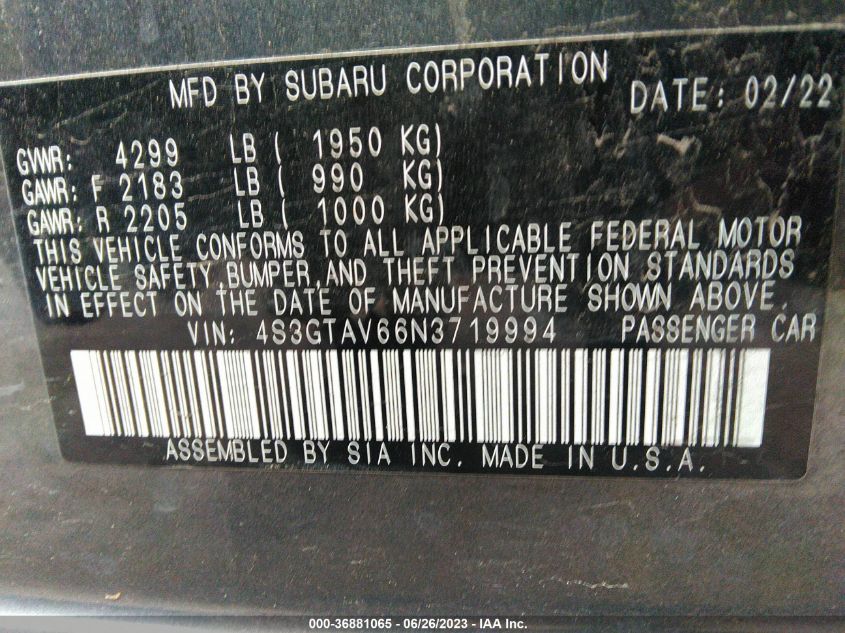 MFD BY SUBARU CORPORATION DATE: 02/22
GVWR: 4299 LB ( 1950 KG)
GAWR: F 2183 LB ( 990 KG)
GAWR: R 2205 LB ( 1000 KG)
THIS VEHICLE CONFORMS TO ALL APPLICABLE FEDERAL MOTOR
VEHICLE SAFETY,BUMPER,AND THEFT PREVENTION STANDARDS
IN EFFECT ON THE DATE OF MANUFACTURE SHOWN ABOVE.
VIN: 4S3GTAV66N3719994 PASSENGER CAR
ASSEMBLED BY SIA INC. MADE IN U.S.A.
000-36881065 - 06/26/2023 - IAA Inc.